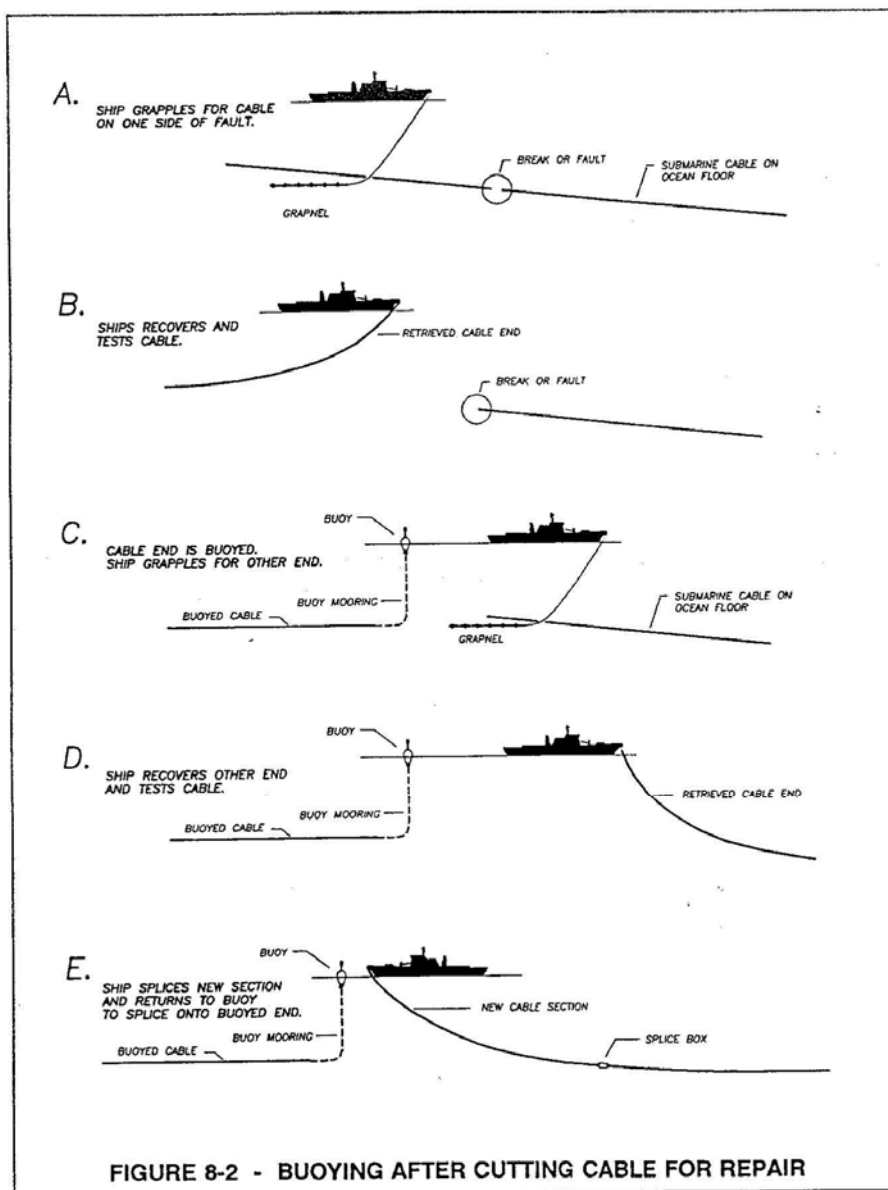 A.
SHIP GRAPPLES FOR CABLE
ON ONE SIDE OF FAULT.
BREAK OR FAULT
SUBMARINE CABLE ON
OCEAN FLOOR
GRAPNEL
B.
SHIPS RECOVERS AND
TESTS CABLE.
RETRIEVED CABLE END
BREAK OR FAULT
C.
BUOY
CABLE END IS BUOYED.
SHIP GRAPPLES FOR OTHER END.
BUOY MOORING
BUOYED CABLE
SUBMARINE CABLE ON
OCEAN FLOOR
GRAPNEL
D.
BUOY
SHIP RECOVERS OTHER END
AND TESTS CABLE.
RETRIEVED CABLE END
BUOY MOORING
BUOYED CABLE
E.
BUOY
SHIP SPLICES NEW SECTION
AND RETURNS TO BUOY
TO SPLICE ONTO BUOYED END.
NEW CABLE SECTION
BUOY MOORING
SPLICE BOX
BUOYED CABLE
FIGURE 8-2 - BUOYING AFTER CUTTING CABLE FOR REPAIR